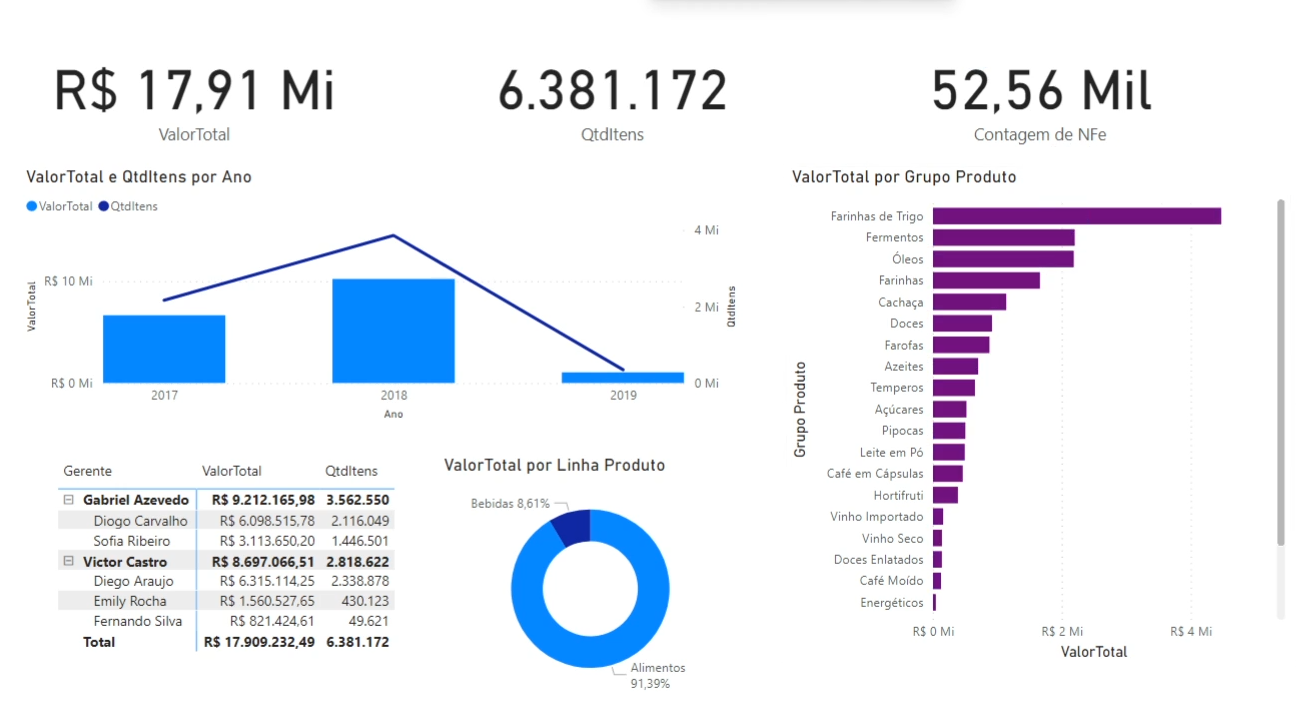 R$ 17,91 Mi
ValorTotal
6.381.172
QtdItens
52,56 Mil
Contagem de NFe
ValorTotal e QtdItens por Ano
ValorTotal QtdItens
ValorTotal
R$ 10 Mi
R$ 0 Mi
4 Mi
2 Mi
0 Mi
QtdItens
2017 2018 2019
Ano
ValorTotal por Grupo Produto
Grupo Produto
Farinhas de Trigo
Fermentos
Óleos
Farinhas
Cachaça
Doces
Farofas
Azeites
Temperos
Açúcares
Pipocas
Leite em Pó
Café em Cápsulas
Hortifruti
Vinho Importado
Vinho Seco
Doces Enlatados
Café Moído
Energéticos
R$ 0 Mi R$ 2 Mi R$ 4 Mi
ValorTotal
Gerente ValorTotal QtdItens
Gabriel Azevedo R$ 9.212.165,98 3.562.550
Diogo Carvalho R$ 6.098.515,78 2.116.049
Sofia Ribeiro R$ 3.113.650,20 1.446.501
Victor Castro R$ 8.697.066,51 2.818.622
Diego Araujo R$ 6.315.114,25 2.338.878
Emily Rocha R$ 1.560.527,65 430.123
Fernando Silva R$ 821.424,61 49.621
Total R$ 17.909.232,49 6.381.172
ValorTotal por Linha Produto
Bebidas 8,61%
Alimentos
91,39%